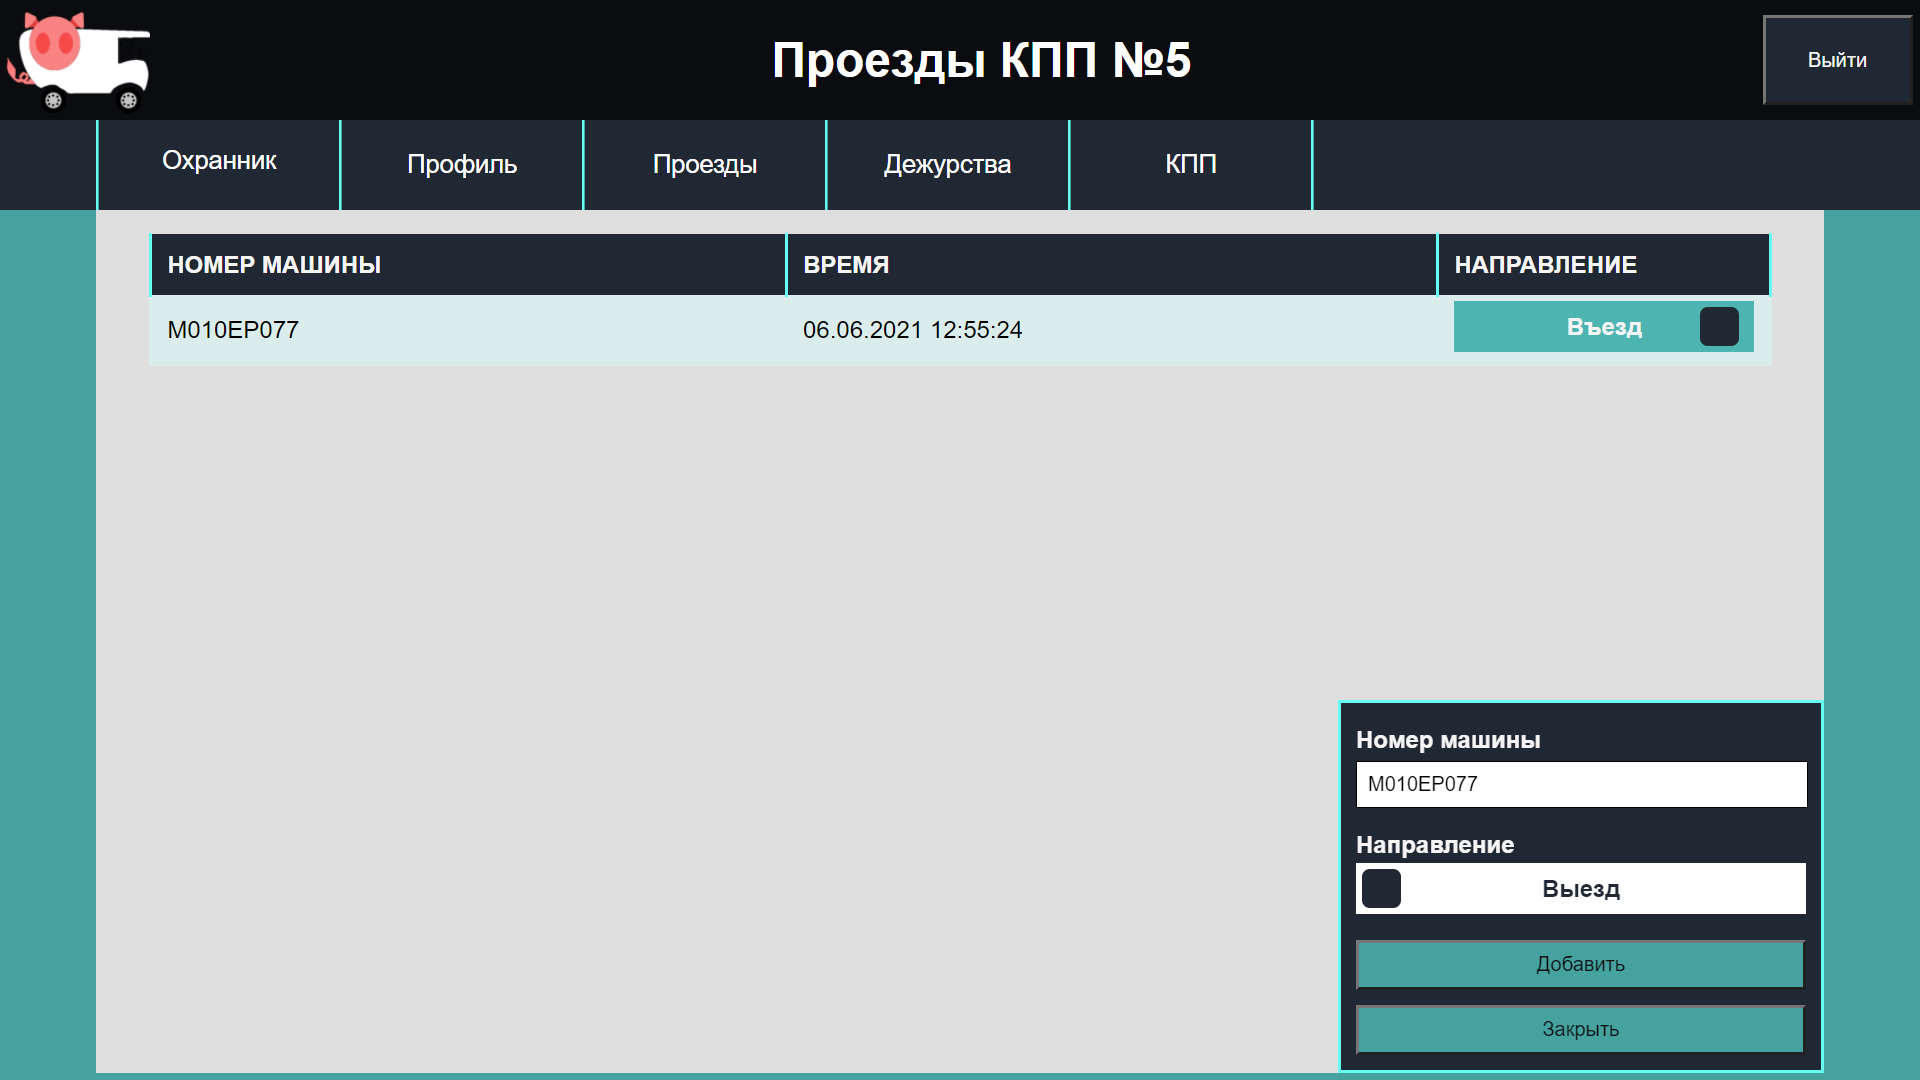 Проезды КПП №5
Выйти
Охранник
Профиль
Проезды
Дежурства
КПП
НОМЕР МАШИНЫ
ВРЕМЯ
НАПРАВЛЕНИЕ
М010ЕР077
06.06.2021 12:55:24
Въезд
Номер машины
М010ЕР077
Направление
Выезд
Добавить
Закрыть